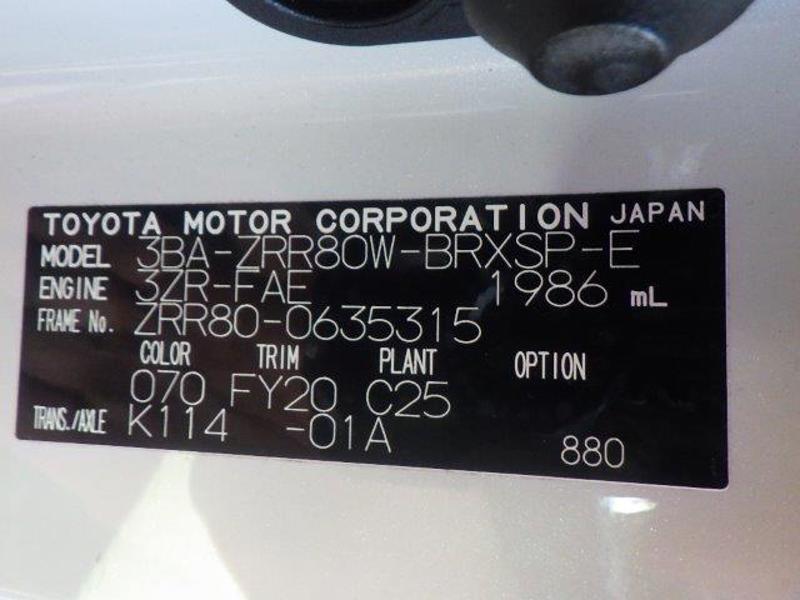 TOYOTA MOTOR CORPORATION JAPAN
MODEL 3BA-ZRR80W-BRXSP-E
ENGINE 3ZR-FAE 1986 mL
FRAME No. ZRR80-0635315
COLOR TRIM PLANT OPTION
070 FY20 C25
TRANS./AXLE K114 -01A
880